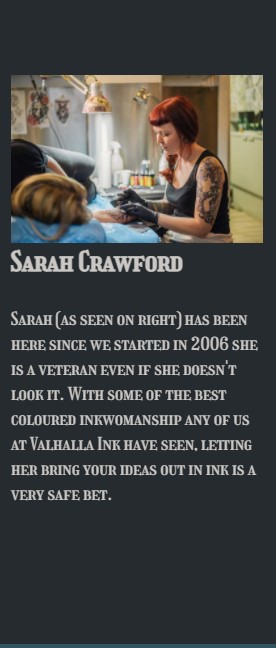 Sarah Crawford
Sarah (as seen on right) has been
here since we started in 2006 she
is a veteran even if she doesn't
look it. With some of the best
coloured inkwomanship any of us
at Valhalla Ink have seen, letting
her bring your ideas out in ink is a
very safe bet.